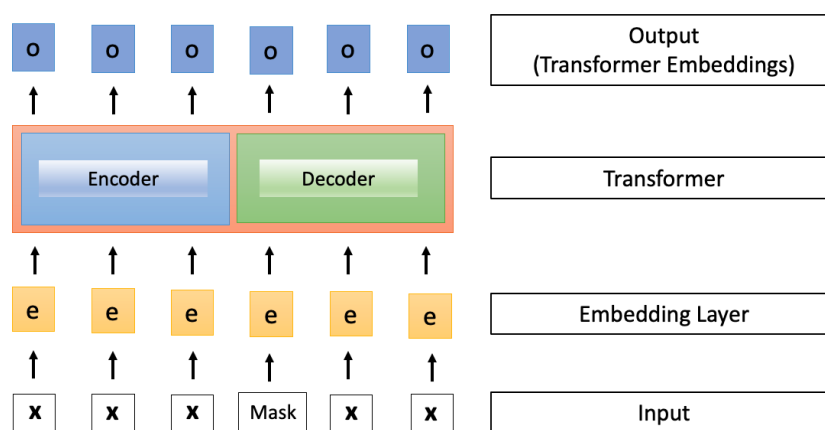 o o o o o o
Output
(Transformer Embeddings)
Encoder Decoder
Transformer
e e e e e e
Embedding Layer
x x x Mask x x
Input